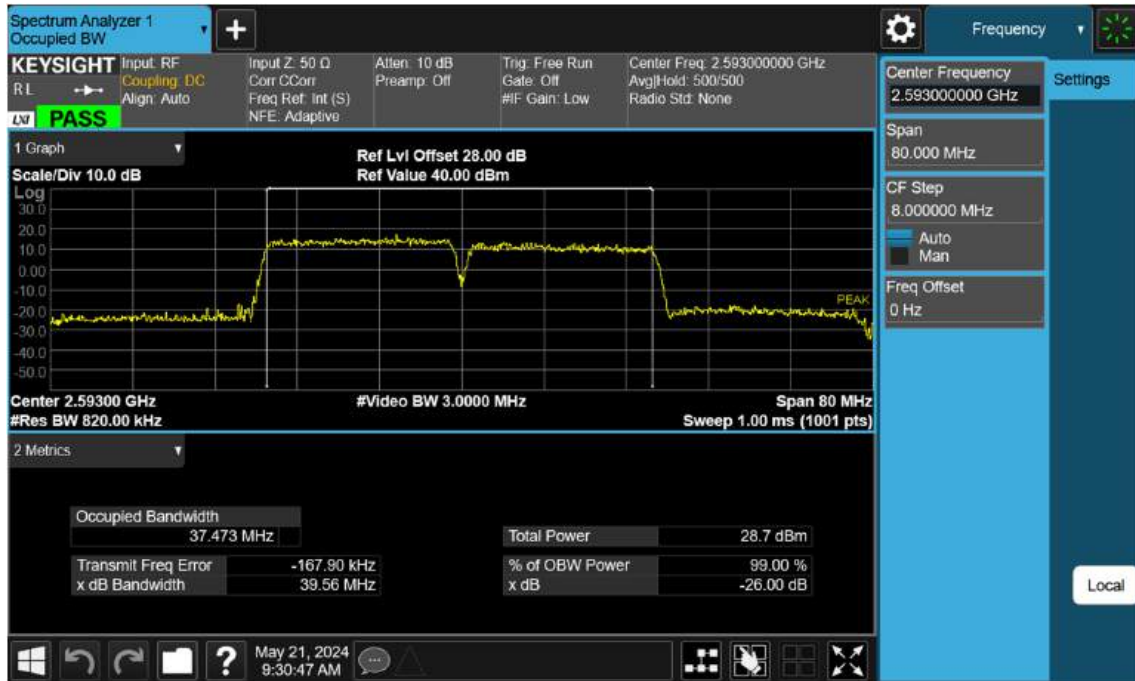 Spectrum Analyzer 1
Occupied BW
Frequency
KEYSIGHT
R L
LXI PASS
Input: RF
Coupling: DC
Align: Auto
Input Z: 50 Ω
Corr CCorr
Freq Ref: Int (S)
NFE: Adaptive
Atten: 10 dB
Preamp: Off
Trig: Free Run
Gate: Off
#IF Gain: Low
Center Freq: 2.593000000 GHz
Avg|Hold: 500/500
Radio Std: None
Center Frequency
2.593000000 GHz
Settings
Span
80.000 MHz
CF Step
8.000000 MHz
Auto
Man
Freq Offset
0 Hz
Local
1 Graph
Scale/Div 10.0 dB
Ref Lvl Offset 28.00 dB
Ref Value 40.00 dBm
Log
30.0
20.0
10.0
0.00
-10.0
-20.0
-30.0
-40.0
-50.0
PEAK
Center 2.59300 GHz
#Video BW 3.0000 MHz
Span 80 MHz
#Res BW 820.00 kHz
Sweep 1.00 ms (1001 pts)
2 Metrics
Occupied Bandwidth
37.473 MHz
Total Power 28.7 dBm
Transmit Freq Error -167.90 kHz
% of OBW Power 99.00 %
x dB Bandwidth 39.56 MHz
x dB -26.00 dB
?
May 21, 2024
9:30:47 AM